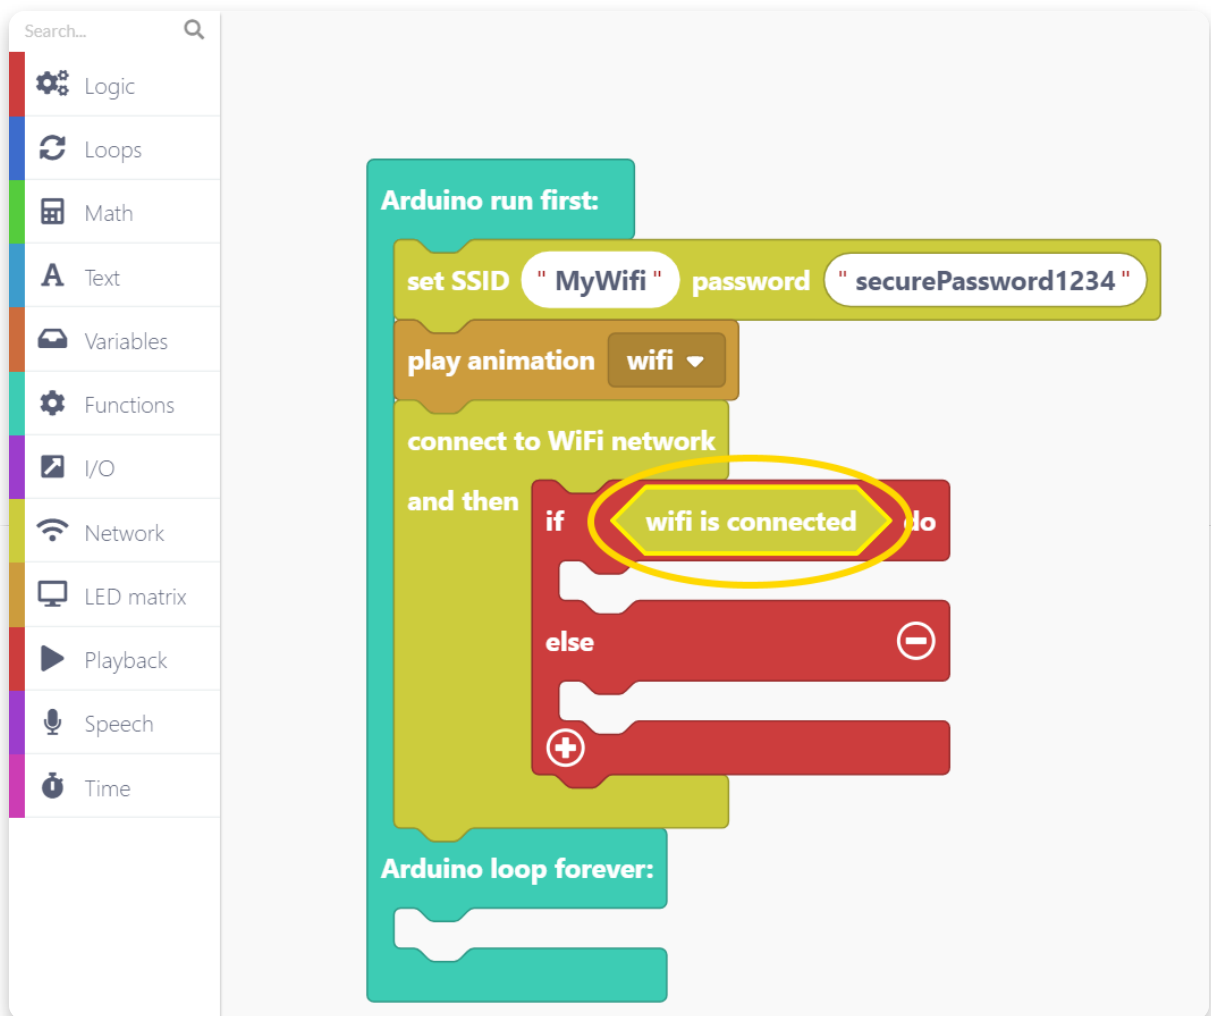 Search...
Logic
Loops
Math
Text
Variables
Functions
I/O
Network
LED matrix
Playback
Speech
Time
Arduino run first:
set SSID " MyWifi " password " securePassword1234 "
play animation wifi
connect to WiFi network
and then
if wifi is connected do
else
Arduino loop forever: